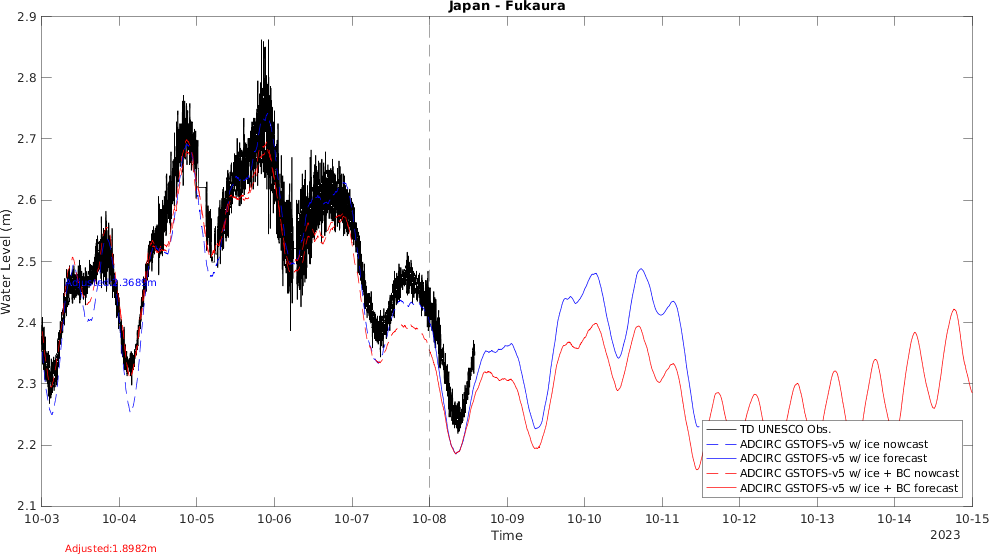 Japan - Fukaura
2.9
2.8
2.7
2.6
2.5
2.4
2.3
2.2
2.1
Water Level (m)
10-03 10-04 10-05 10-06 10-07 10-08 10-09 10-10 10-11 10-12 10-13 10-14 10-15
2023
Time
TD UNESCO Obs.
ADCIRC GSTOFS-v5 w/ ice nowcast
ADCIRC GSTOFS-v5 w/ ice forecast
ADCIRC GSTOFS-v5 w/ ice + BC nowcast
ADCIRC GSTOFS-v5 w/ ice + BC forecast
Adjusted:1.8982m